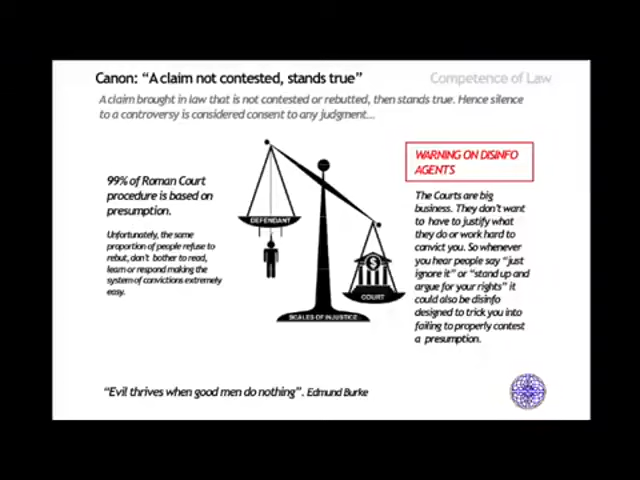 Canon: “A claim not contested, stands true”
Competence of Law
A claim brought in law that is not contested or rebutted, then stands true. Hence silence
to a controversy is considered consent to any judgment...
99% of Roman Court
procedure is based on
presumption.
Unfortunately, the same
proportion of people refuse to
rebut, don’t bother to read,
learn or respond making the
system of convictions extremely
easy.
DEFENDANT
$
COURT
SCALES OF INJUSTICE
WARNING ON DISINFO
AGENTS
The Courts are big
business. They don’t want
to have to justify what
they do or work hard to
convict you. So whenever
you hear people say “just
ignore it” or “stand up and
argue for your rights” it
could also be disinfo
designed to trick you into
failing to properly contest
a presumption.
“Evil thrives when good men do nothing”. Edmund Burke